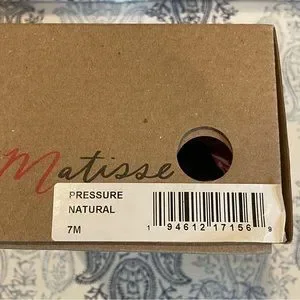 Matisse
PRESSURE
NATURAL
7M
1 94612 17156 9